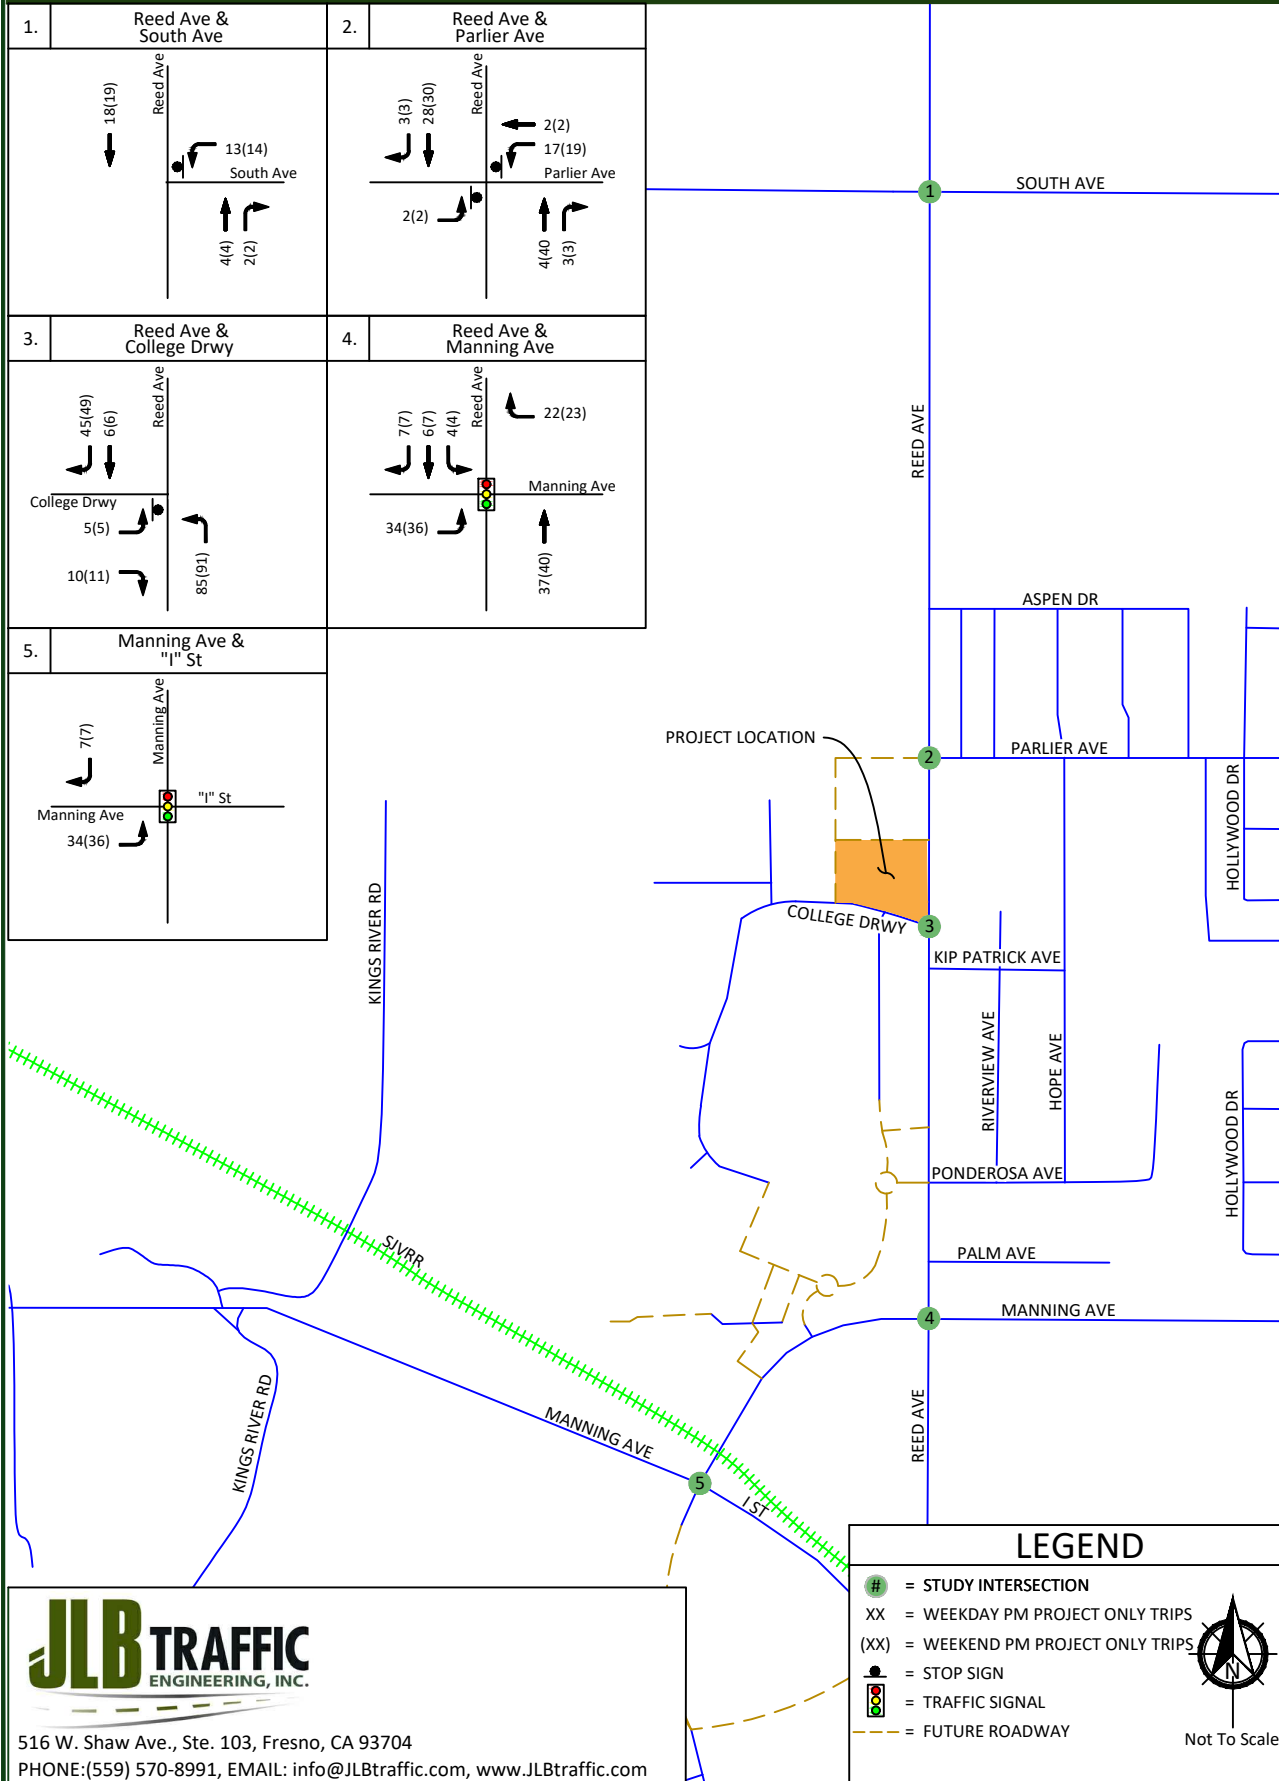 1.
Reed Ave &
South Ave
18(19)
Reed Ave
13(14)
South Ave
4(4)
2(2)
2.
Reed Ave &
Parlier Ave
3(3)
28(30)
Reed Ave
2(2)
17(19)
Parlier Ave
2(2)
4(40
3(3)
3.
Reed Ave &
College Drwy
45(49)
6(6)
Reed Ave
College Drwy
5(5)
10(11)
85(91)
4.
Reed Ave &
Manning Ave
7(7)
6(7)
4(4)
Reed Ave
22(23)
Manning Ave
34(36)
37(40)
5.
Manning Ave &
"I" St
7(7)
Manning Ave
"I" St
Manning Ave
34(36)
1
SOUTH AVE
REED AVE
ASPEN DR
PROJECT LOCATION
2
PARLIER AVE
HOLLYWOOD DR
COLLEGE DRWY
3
KINGS RIVER RD
KIP PATRICK AVE
RIVERVIEW AVE
HOPE AVE
HOLLYWOOD DR
PONDEROSA AVE
SJVRR
PALM AVE
4
MANNING AVE
KINGS RIVER RD
MANNING AVE
REED AVE
5
I ST
LEGEND
# = STUDY INTERSECTION
XX = WEEKDAY PM PROJECT ONLY TRIPS
(XX) = WEEKEND PM PROJECT ONLY TRIPS
= STOP SIGN
= TRAFFIC SIGNAL
= FUTURE ROADWAY
N
Not To Scale
JLB TRAFFIC
ENGINEERING, INC.
516 W. Shaw Ave., Ste. 103, Fresno, CA 93704
PHONE:(559) 570-8991, EMAIL: info@JLBtraffic.com, www.JLBtraffic.com